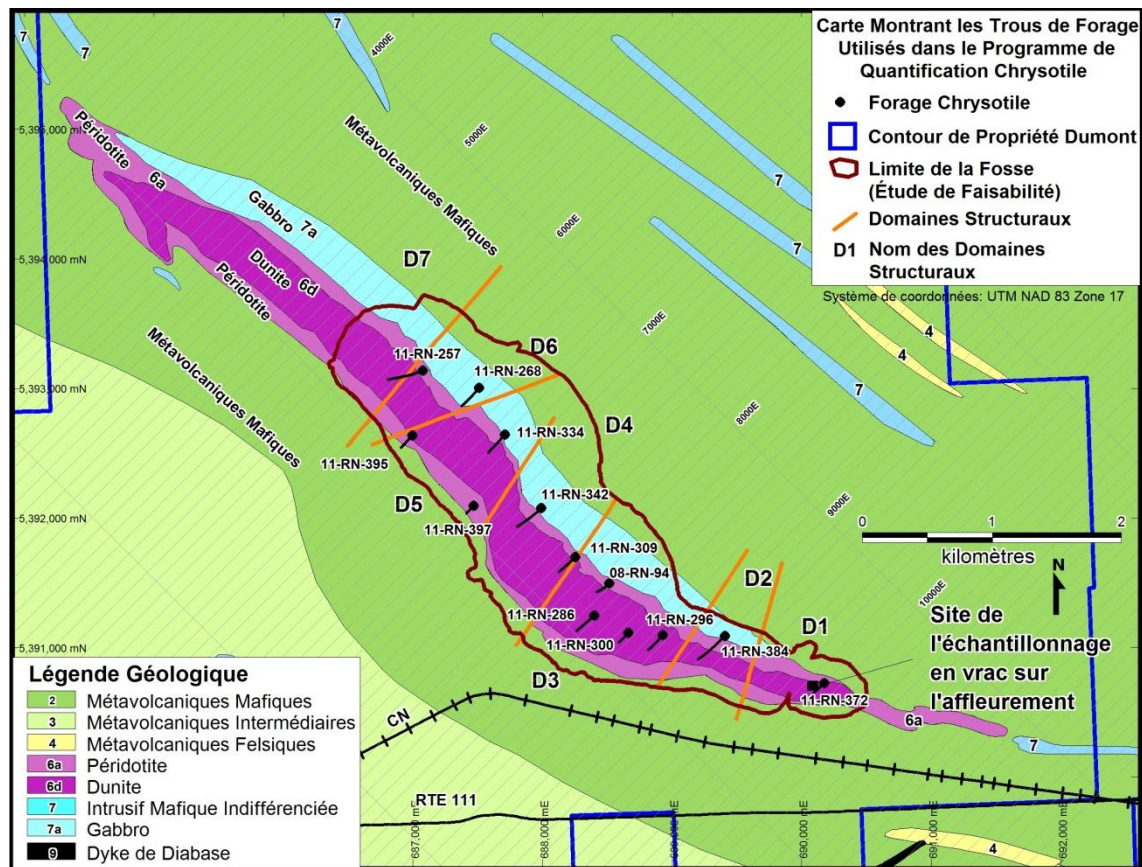 Carte Montrant les Trous de Forage
Utilisés dans le Programme de
Quantification Chrysotile
Forage Chrysotile
Contour de Propriété Dumont
Limite de la Fosse
(Étude de Faisabilité)
Domaines Structuraux
D1 Nom des Domaines
Structuraux
Système de coordonnées: UTM NAD 83 Zone 17
7
7
7
7
7
7
4
4
4000E
5000E
6000E
7000E
8000E
9000E
10000E
5,395,000 mN
5,394,000 mN
5,393,000 mN
5,392,000 mN
5,391,000 mN
Péridotite 6a
Métavolcaniques Mafiques
Gabbro 7a
Dunite 6d
Péridotite
Métavolcaniques Mafiques
D7
D6
D4
D5
D2
D1
D3
11-RN-257
11-RN-268
11-RN-334
11-RN-395
11-RN-342
11-RN-397
11-RN-309
08-RN-94
11-RN-286
11-RN-296
11-RN-300
11-RN-384
11-RN-372
0 1 2
kilomètres
N
Site de
l'échantillonnage
en vrac sur
l'affleurement
6a
7
CN
RTE 111
4
687,000 mE
688,000 mE
690,000 mE
691,000 mE
692,000 mE
Légende Géologique
2 Métavolcaniques Mafiques
3 Métavolcaniques Intermédiaires
4 Métavolcaniques Felsiques
6a Péridotite
6d Dunite
7 Intrusif Mafique Indifférenciée
7a Gabbro
9 Dyke de Diabase